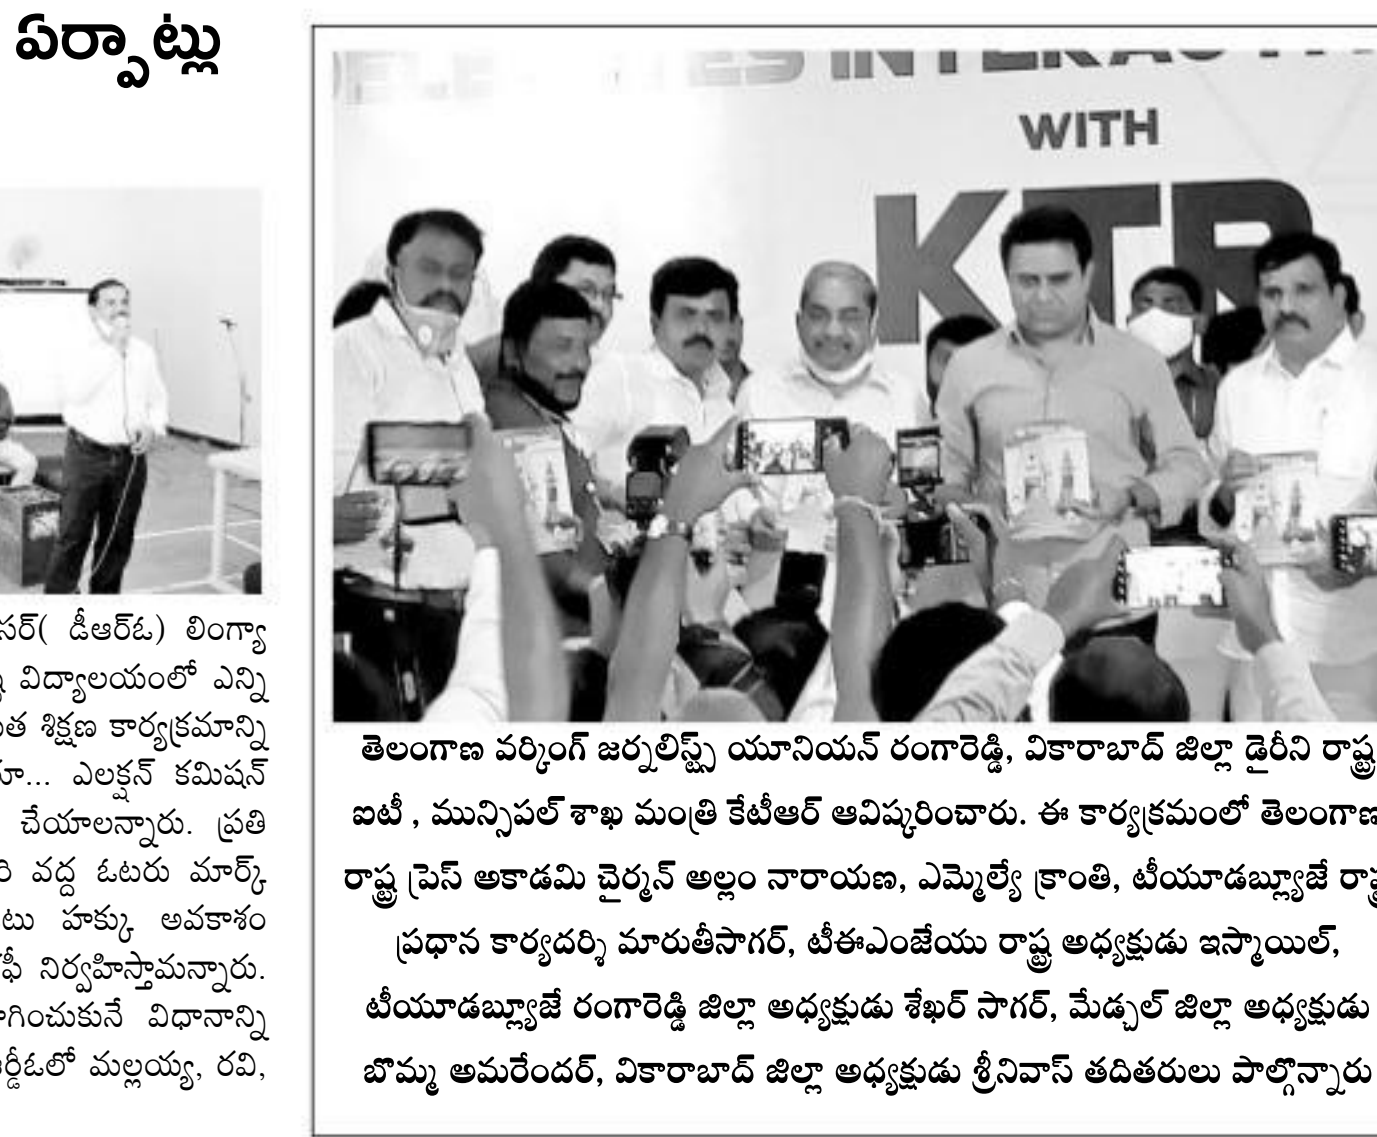 ఏర్పాట్లు
INTERACTI
WITH
KTR
డీఆర్ఓ) లింగ్యా
విద్యాలయంలో ఎన్ని
శిక్షణ కార్యక్రమాన్ని
ఎలక్షన్ కమిషన్
చేయాలన్నారు. ప్రతి
వద్ద ఓటరు మార్క్
హక్కు అవకాశం
నిర్వహిస్తామన్నారు.
విధానాన్ని
మల్లయ్య, రవి,
తెలంగాణ వర్కింగ్ జర్నలిస్ట్స్ యూనియన్ రంగారెడ్డి, వికారాబాద్ జిల్లా డైరీని రాష్ట్ర
ఐటీ , మున్సిపల్ శాఖ మంత్రి కేటీఆర్ ఆవిష్కరించారు. ఈ కార్యక్రమంలో తెలంగాణ
రాష్ట్ర ప్రెస్ అకాడమి చైర్మన్ అల్లం నారాయణ, ఎమ్మెల్యే క్రాంతి, టీయూడబ్ల్యూజే
ప్రధాన కార్యదర్శి మారుతీసాగర్, టీఈఎంజేయు రాష్ట్ర అధ్యక్షుడు ఇస్మాయిల్,
టీయూడబ్ల్యూజే రంగారెడ్డి జిల్లా అధ్యక్షుడు శేఖర్ సాగర్, మేడ్చల్ జిల్లా అధ్యక్షుడు
బొమ్మ అమరేందర్, వికారాబాద్ జిల్లా అధ్యక్షుడు శ్రీనివాస్ తదితరులు పాల్గొన్నారు